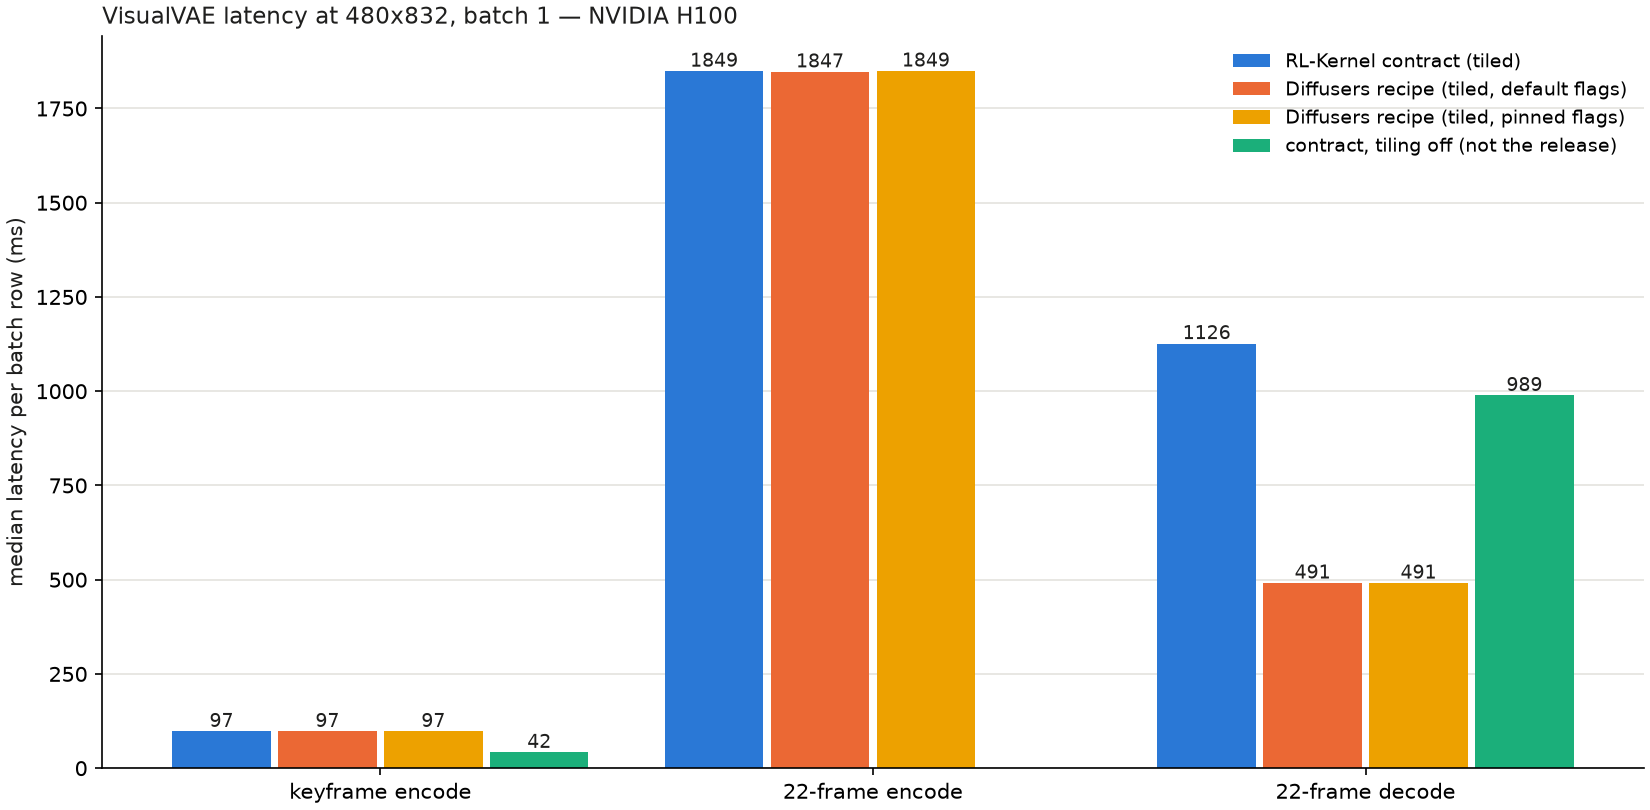 VisualVAE latency at 480x832, batch 1 — NVIDIA H100
RL-Kernel contract (tiled)
Diffusers recipe (tiled, default flags)
Diffusers recipe (tiled, pinned flags)
contract, tiling off (not the release)
median latency per batch row (ms)
1750
1500
1250
1000
750
500
250
0
97
97
97
42
1849
1847
1849
1126
491
491
989
keyframe encode
22-frame encode
22-frame decode